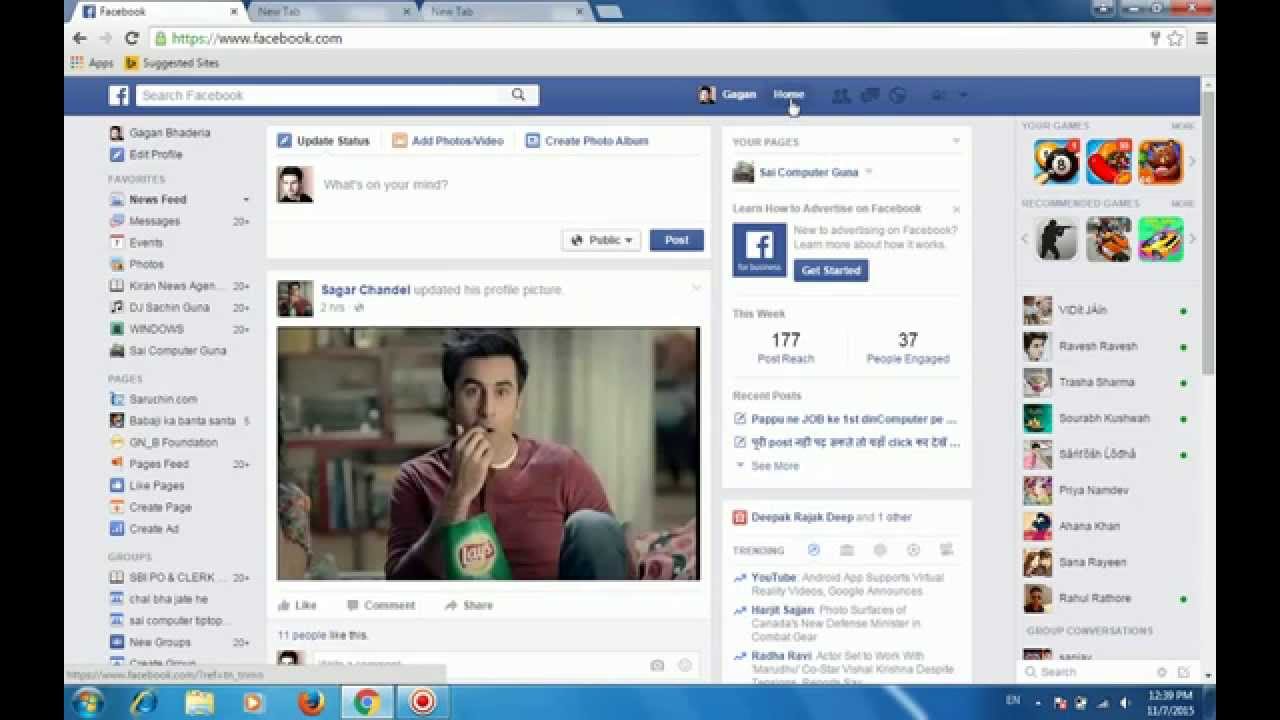 Facebook
New Tab
New Tab
https://www.facebook.com
Apps
Suggested Sites
Search Facebook
Gagan
Home
Gagan Bhaderia
Edit Profile
FAVORITES
News Feed
Messages 20+
Events
Photos
Kiran News Agen... 20+
DJ Sachin Guna 20+
WINDOWS 20+
Sai Computer Guna
PAGES
Saruchin.com
Babaji ka banta santa 5
GN_B Foundation
Pages Feed 20+
Like Pages
Create Page
Create Ad
GROUPS
SBI PO & CLERK ... 20+
chal bha jate he
sai computer tiptop...
New Groups 20+
Create Group
https://www.facebook.com/?ref=tn_tnmn
Update Status
Add Photos/Video
Create Photo Album
What's on your mind?
Public
Post
Sagar Chandel updated his profile picture.
2 hrs
Lay's
Like
Comment
Share
11 people like this.
Write a comment...
YOUR PAGES
Sai Computer Guna
Learn How to Advertise on Facebook
for business
New to advertising on Facebook?
Learn more about how it works.
Get Started
This Week
177
Post Reach
37
People Engaged
Recent Posts
Pappu ne JOB ke 1st dinComputer pe ...
पूरी post नही पढ़ सकते तो यहाँ click कर देखें ...
See More
Deepak Rajak Deep and 1 other
TRENDING
YouTube: Android App Supports Virtual
Reality Videos, Google Announces
Harjit Sajjan: Photo Surfaces of
Canada's New Defense Minister in
Combat Gear
Radha Ravi: Actor Set to Work With
'Marudhu' Co-Star Vishal Krishna Despite
Tensions, Reports Say
YOUR GAMES
MORE
RECOMMENDED GAMES
MORE
VIDit JAin
Ravesh Ravesh
Trasha Sharma
Sourabh Kushwah
Priya Namdev
Ahana Khan
Sana Rayeen
Rahul Rathore
GROUP CONVERSATIONS
sanjay
Search
EN
12:39 PM
11/7/2015